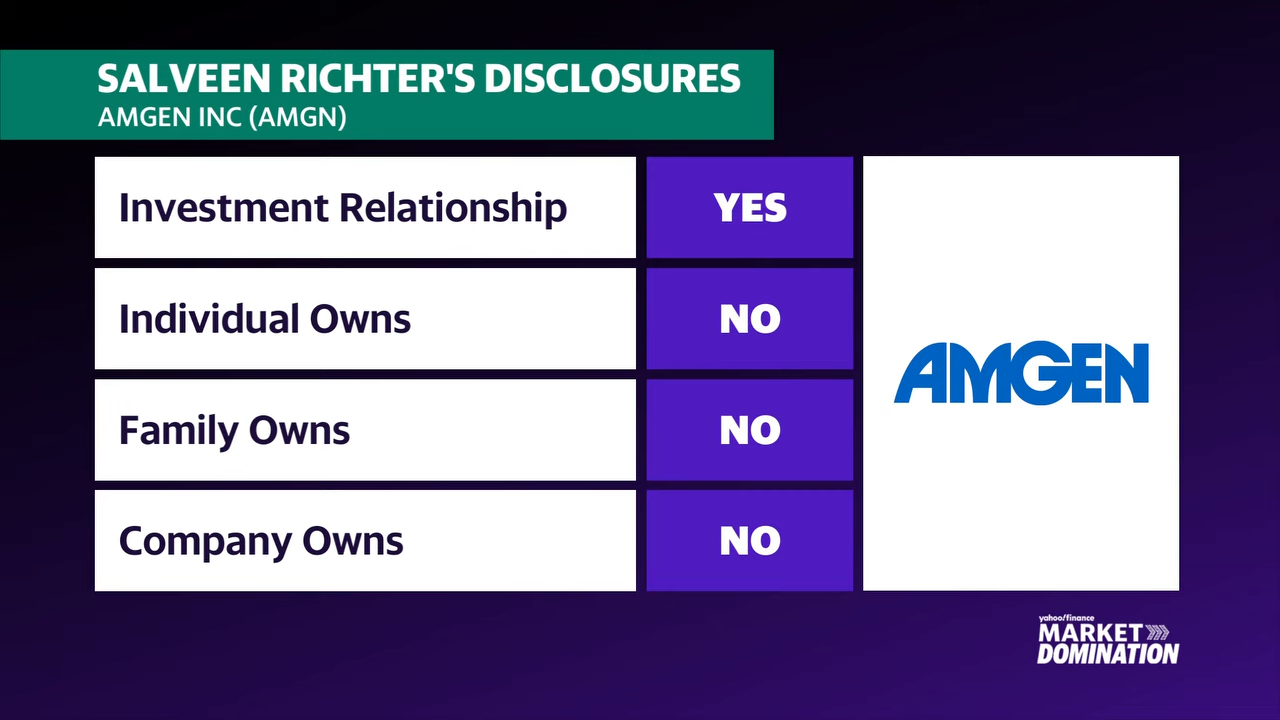 SALVEEN RICHTER'S DISCLOSURES
AMGEN INC (AMGN)
Investment Relationship YES
Individual Owns NO
Family Owns NO
Company Owns NO
AMGEN
yahoo!finance
MARKET
DOMINATION